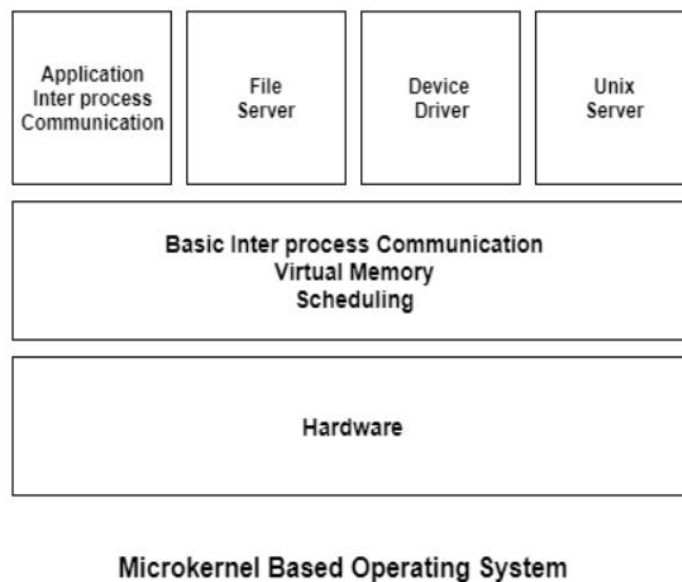 Application
Inter process
Communication
File
Server
Device
Driver
Unix
Server
Basic Inter process Communication
Virtual Memory
Scheduling
Hardware
Microkernel Based Operating System